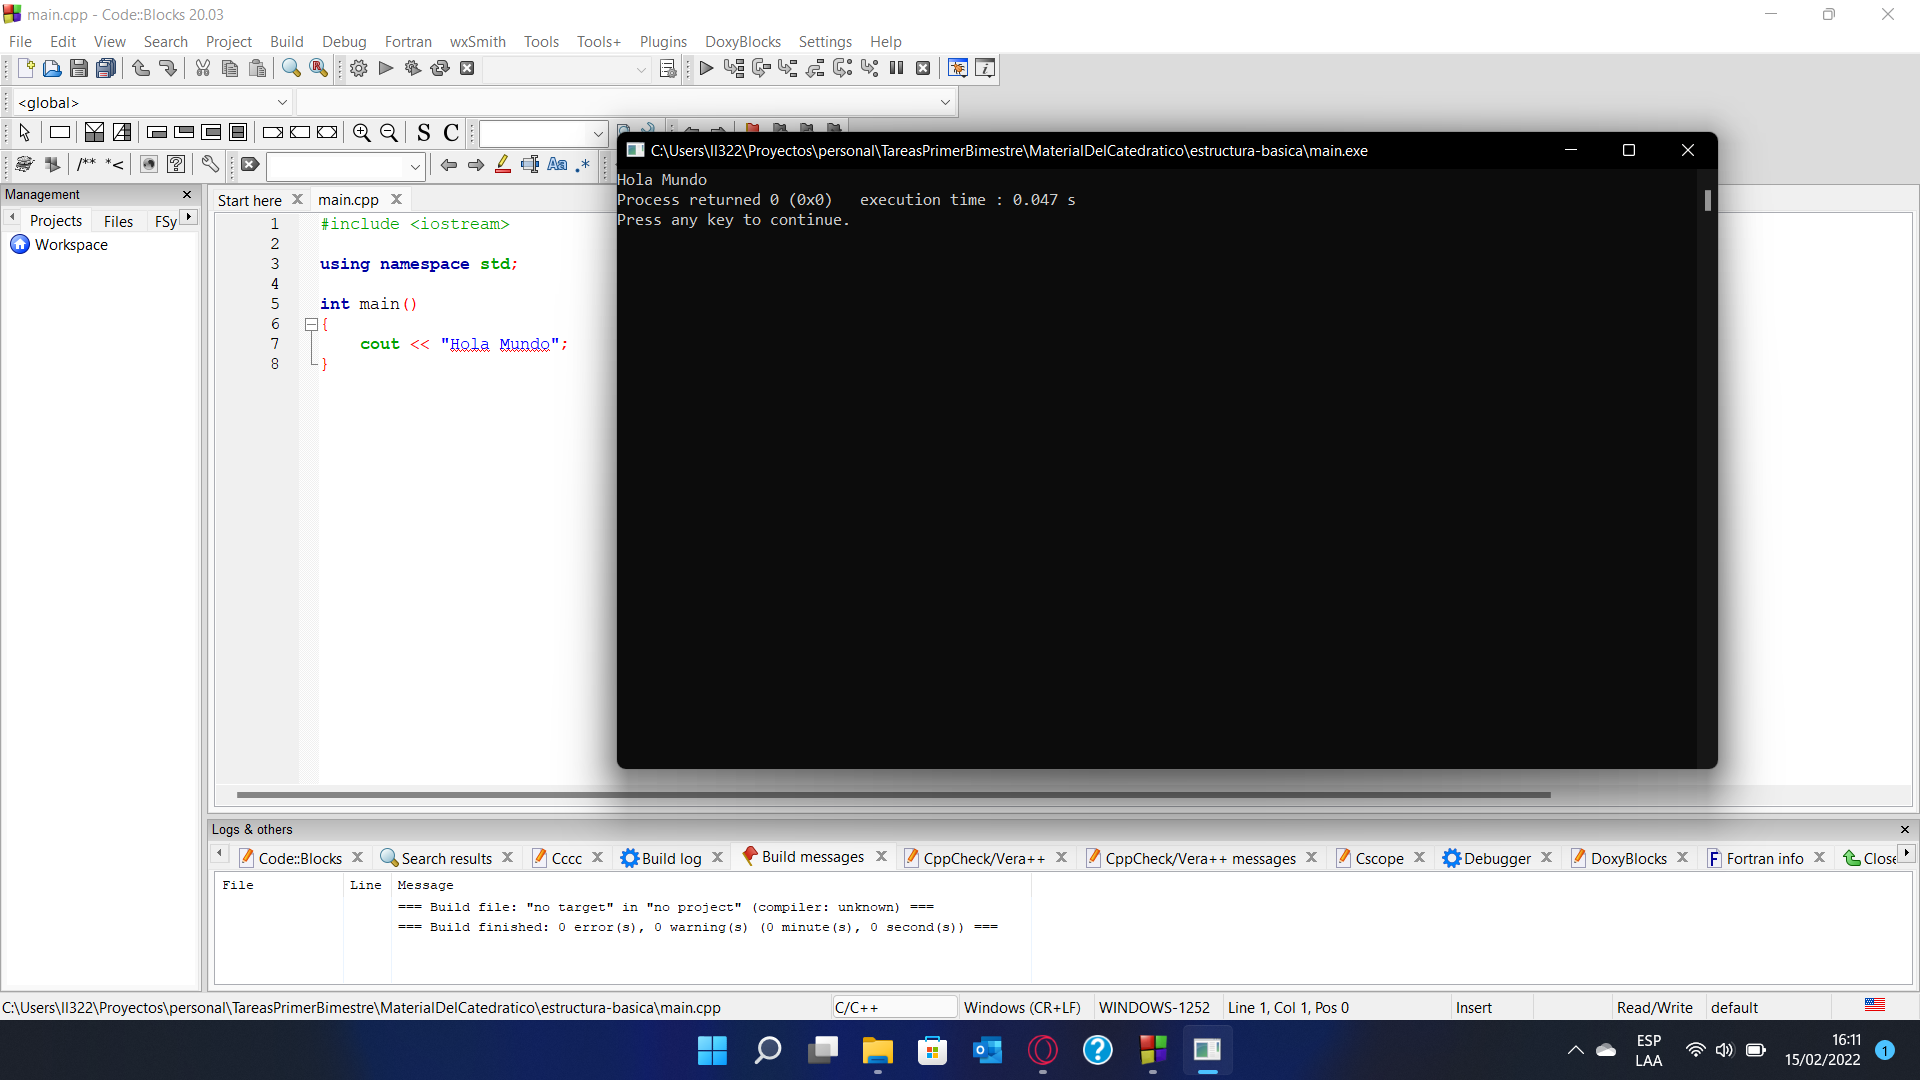 main.cpp - Code::Blocks 20.03
File Edit View Search Project Build Debug Fortran wxSmith Tools Tools+ Plugins DoxyBlocks Settings Help
<global>
S C
/** *<
Aa .*
C:\Users\ll322\Proyectos\personal\TareasPrimerBimestre\MaterialDelCatedratico\estructura-basica\main.exe
Hola Mundo
Process returned 0 (0x0)   execution time : 0.047 s
Press any key to continue.
Management
Projects Files FSy
Workspace
Start here main.cpp
1 #include <iostream>
2
3 using namespace std;
4
5 int main()
6 {
7     cout << "Hola Mundo";
8 }
Logs & others
Code::Blocks Search results Cccc Build log Build messages CppCheck/Vera++ CppCheck/Vera++ messages Cscope Debugger DoxyBlocks Fortran info Close
File Line Message
=== Build file: "no target" in "no project" (compiler: unknown) ===
=== Build finished: 0 error(s), 0 warning(s) (0 minute(s), 0 second(s)) ===
C:\Users\ll322\Proyectos\personal\TareasPrimerBimestre\MaterialDelCatedratico\estructura-basica\main.cpp C/C++ Windows (CR+LF) WINDOWS-1252 Line 1, Col 1, Pos 0 Insert Read/Write default
ESP
LAA
16:11
15/02/2022
1